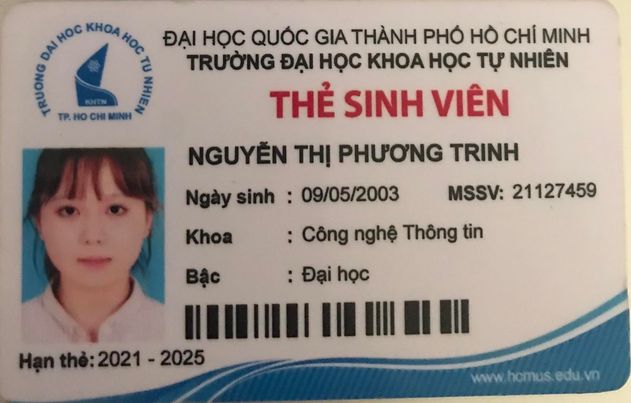 TRƯỜNG ĐẠI HỌC KHOA HỌC TỰ NHIÊN
KHTN
TP. HO CHI MINH
ĐẠI HỌC QUỐC GIA THÀNH PHỐ HỒ CHÍ MINH
TRƯỜNG ĐẠI HỌC KHOA HỌC TỰ NHIÊN
THẺ SINH VIÊN
NGUYỄN THỊ PHƯƠNG TRINH
Ngày sinh : 09/05/2003 MSSV: 21127459
Khoa : Công nghệ Thông tin
Bậc : Đại học
Hạn thẻ: 2021 - 2025
www.hcmus.edu.vn